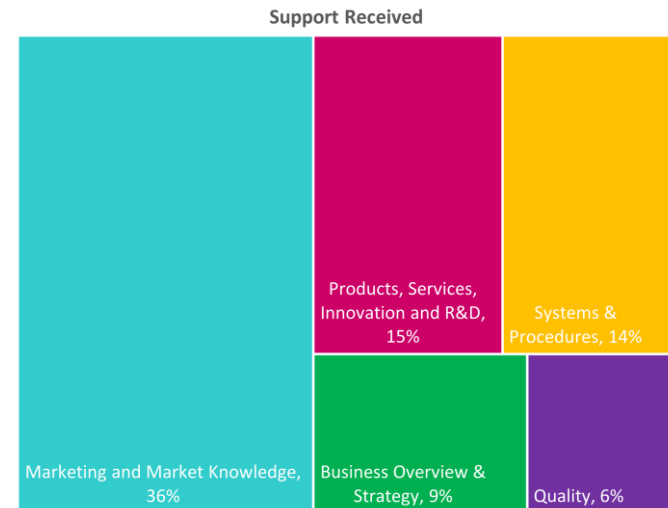 Support Received
Marketing and Market Knowledge,
36%
Products, Services,
Innovation and R&D,
15%
Systems &
Procedures, 14%
Business Overview &
Strategy, 9%
Quality, 6%